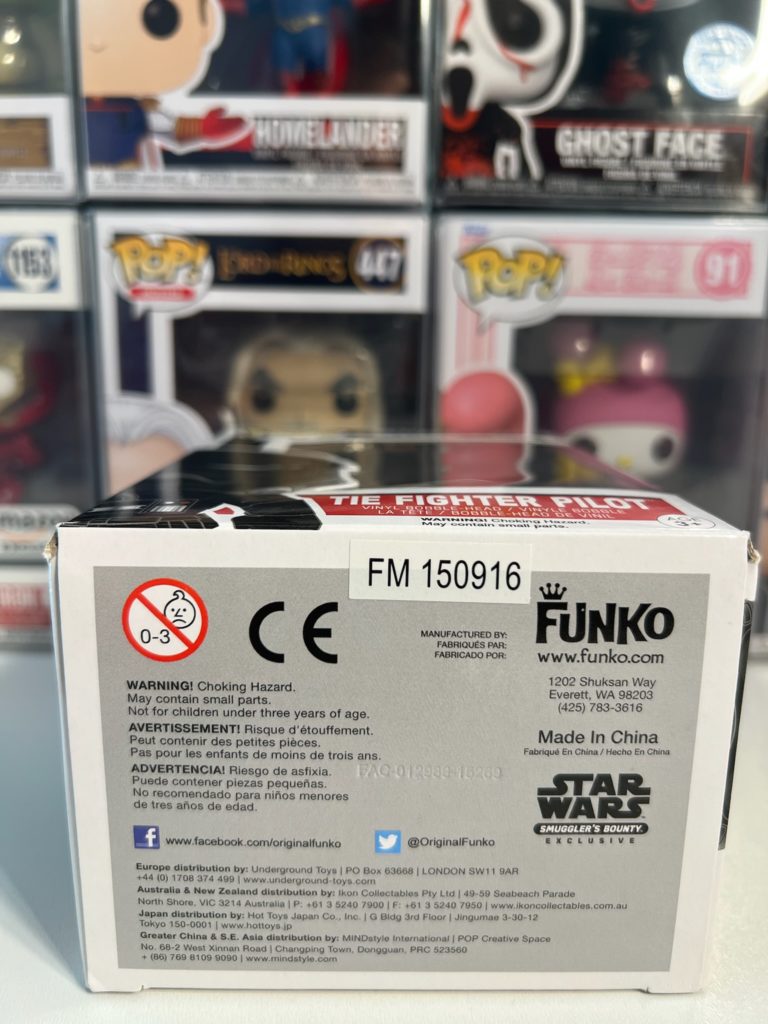 HOMELANDER
GHOST FACE
1153
POP!
LORD OF THE RINGS
447
POP!
91
TIE FIGHTER PILOT
VINYL BOBBLE-HEAD / VINYLE BOBBLE
LA TÊTE / BOBBLE-HEAD DE VINIL
WARNING! Choking Hazard.
May contain small parts.
AGE
3+
FM 150916
0-3
CE
MANUFACTURED BY:
FABRIQUÉS PAR:
FABRICADO POR:
FUNKO
www.funko.com
1202 Shuksan Way
Everett, WA 98203
(425) 783-3616
Made In China
Fabriqué En China / Hecho En China
WARNING! Choking Hazard.
May contain small parts.
Not for children under three years of age.
AVERTISSEMENT! Risque d'étouffement.
Peut contenir des petites pièces.
Pas pour les enfants de moins de trois ans.
ADVERTENCIA! Riesgo de asfixia.
Puede contener piezas pequeñas.
No recomendado para niños menores
de tres años de edad.
STAR
WARS
SMUGGLER'S BOUNTY
EXCLUSIVE
f www.facebook.com/originalfunko
@OriginalFunko
Europe distribution by: Underground Toys | PO Box 63668 | LONDON SW11 9AR
+44 (0) 1708 374 499 | www.underground-toys.com
Australia & New Zealand distribution by: Ikon Collectables Pty Ltd | 49-59 Seabeach Parade
North Shore, VIC 3214 Australia | P: +61 3 5240 7900 | F: +61 3 5240 7950 | www.ikoncollectables.com.au
Japan distribution by: Hot Toys Japan Co., Inc. | G Bldg 3rd Floor | Jingumae 3-30-12
Tokyo 150-0001 | www.hottoys.jp
Greater China & S.E. Asia distribution by: MINDstyle International | POP Creative Space
No. 68-2 West Xinnan Road | Changping Town, Dongguan, PRC 523560
+ (86) 769 8109 9090 | www.mindstyle.com